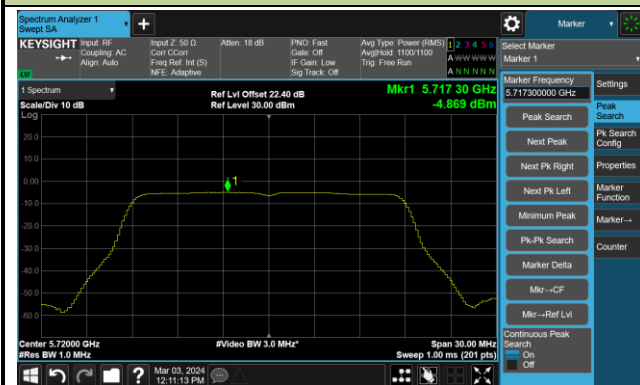 Spectrum Analyzer 1
Swept SA
+
Marker
KEYSIGHT
Input: RF
Coupling: AC
Align: Auto
Input Z: 50 Ω
Corr CCorr
Freq Ref: Int (S)
NFE: Adaptive
Atten: 18 dB
PNO: Fast
Gate: Off
IF Gain: Low
Sig Track: Off
Avg Type: Power (RMS)
Avg|Hold: 1100/1100
Trig: Free Run
1 2 3 4 5 6
A W W W W W
A N N N N N
LXI
Select Marker
Marker 1
1 Spectrum
Scale/Div 10 dB
Log
Ref Lvl Offset 22.40 dB
Ref Level 30.00 dBm
Mkr1 5.717 30 GHz
-4.869 dBm
20.0
10.0
0.00
-10.0
-20.0
-30.0
-40.0
-50.0
-60.0
1
Center 5.72000 GHz
#Res BW 1.0 MHz
#Video BW 3.0 MHz*
Span 30.00 MHz
Sweep 1.00 ms (201 pts)
Marker Frequency
5.717300000 GHz
Peak Search
Next Peak
Next Pk Right
Next Pk Left
Minimum Peak
Pk-Pk Search
Marker Delta
Mkr→CF
Mkr→Ref Lvl
Continuous Peak
Search
On
Off
Settings
Peak
Search
Pk Search
Config
Properties
Marker
Function
Marker→
Counter
?
Mar 03, 2024
12:11:13 PM